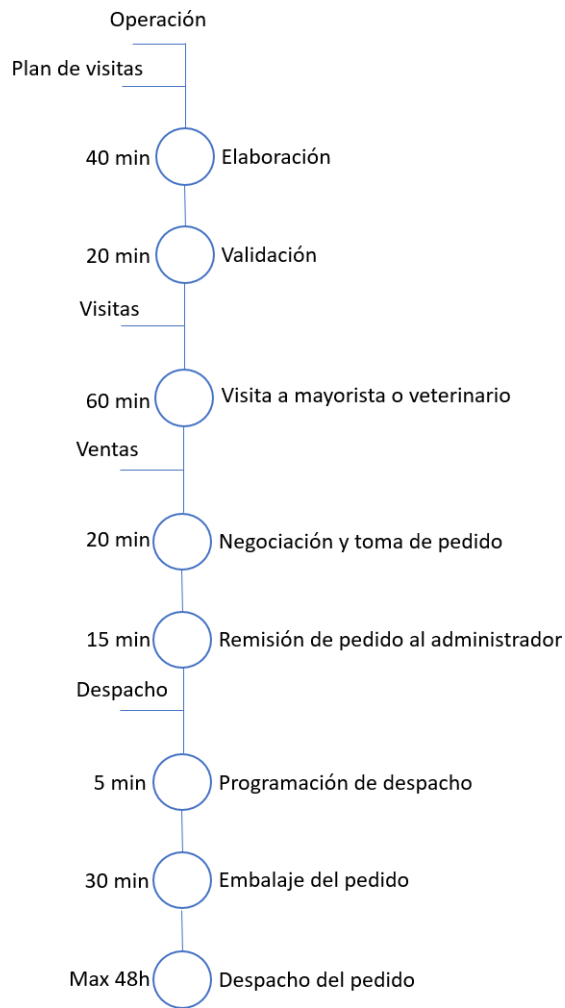 Operación
Plan de visitas
40 min Elaboración
20 min Validación
Visitas
60 min Visita a mayorista o veterinario
Ventas
20 min Negociación y toma de pedido
15 min Remisión de pedido al administrador
Despacho
5 min Programación de despacho
30 min Embalaje del pedido
Max 48h Despacho del pedido